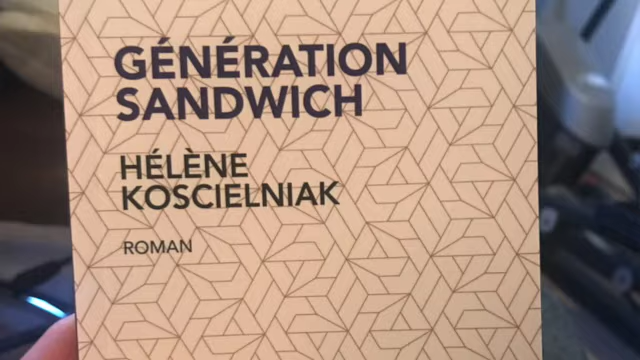 GÉNÉRATION
SANDWICH
HÉLÈNE
KOSCIELNIAK
ROMAN